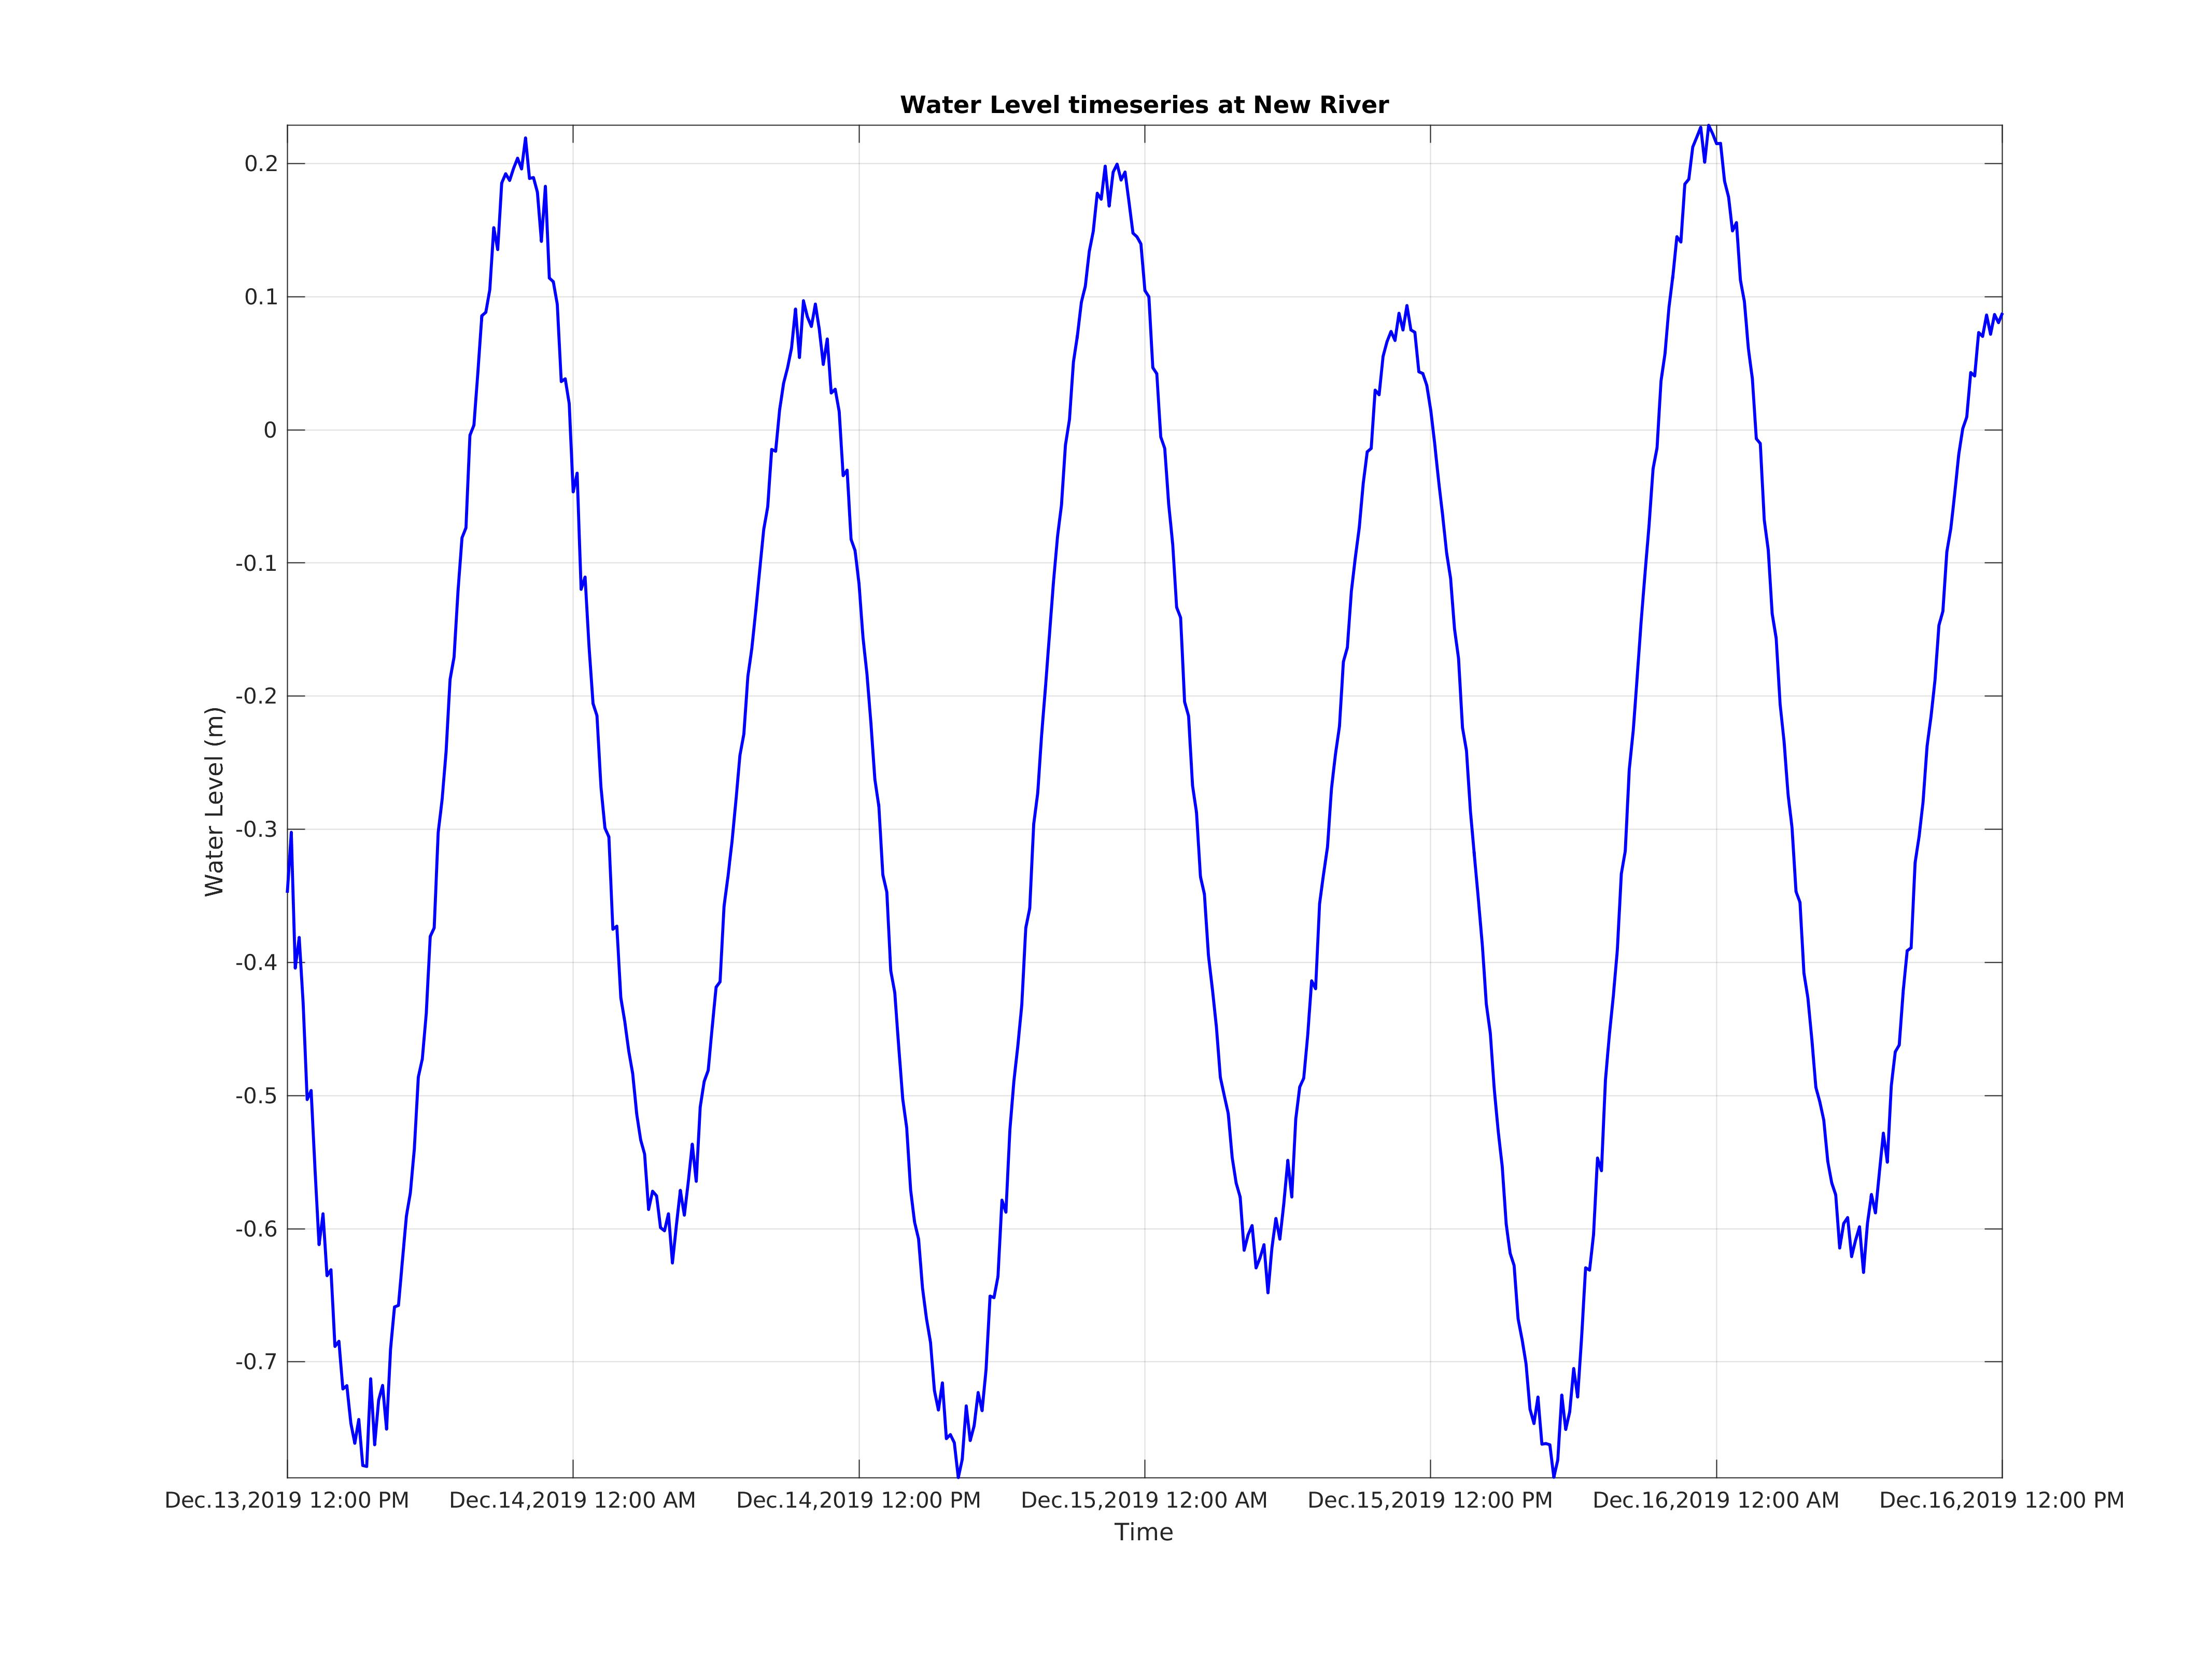 Water Level timeseries at New River
0.2
0.1
0
-0.1
-0.2
-0.3
-0.4
-0.5
-0.6
-0.7
Water Level (m)
Dec.13,2019 12:00 PM Dec.14,2019 12:00 AM Dec.14,2019 12:00 PM Dec.15,2019 12:00 AM Dec.15,2019 12:00 PM Dec.16,2019 12:00 AM Dec.16,2019 12:00 PM
Time